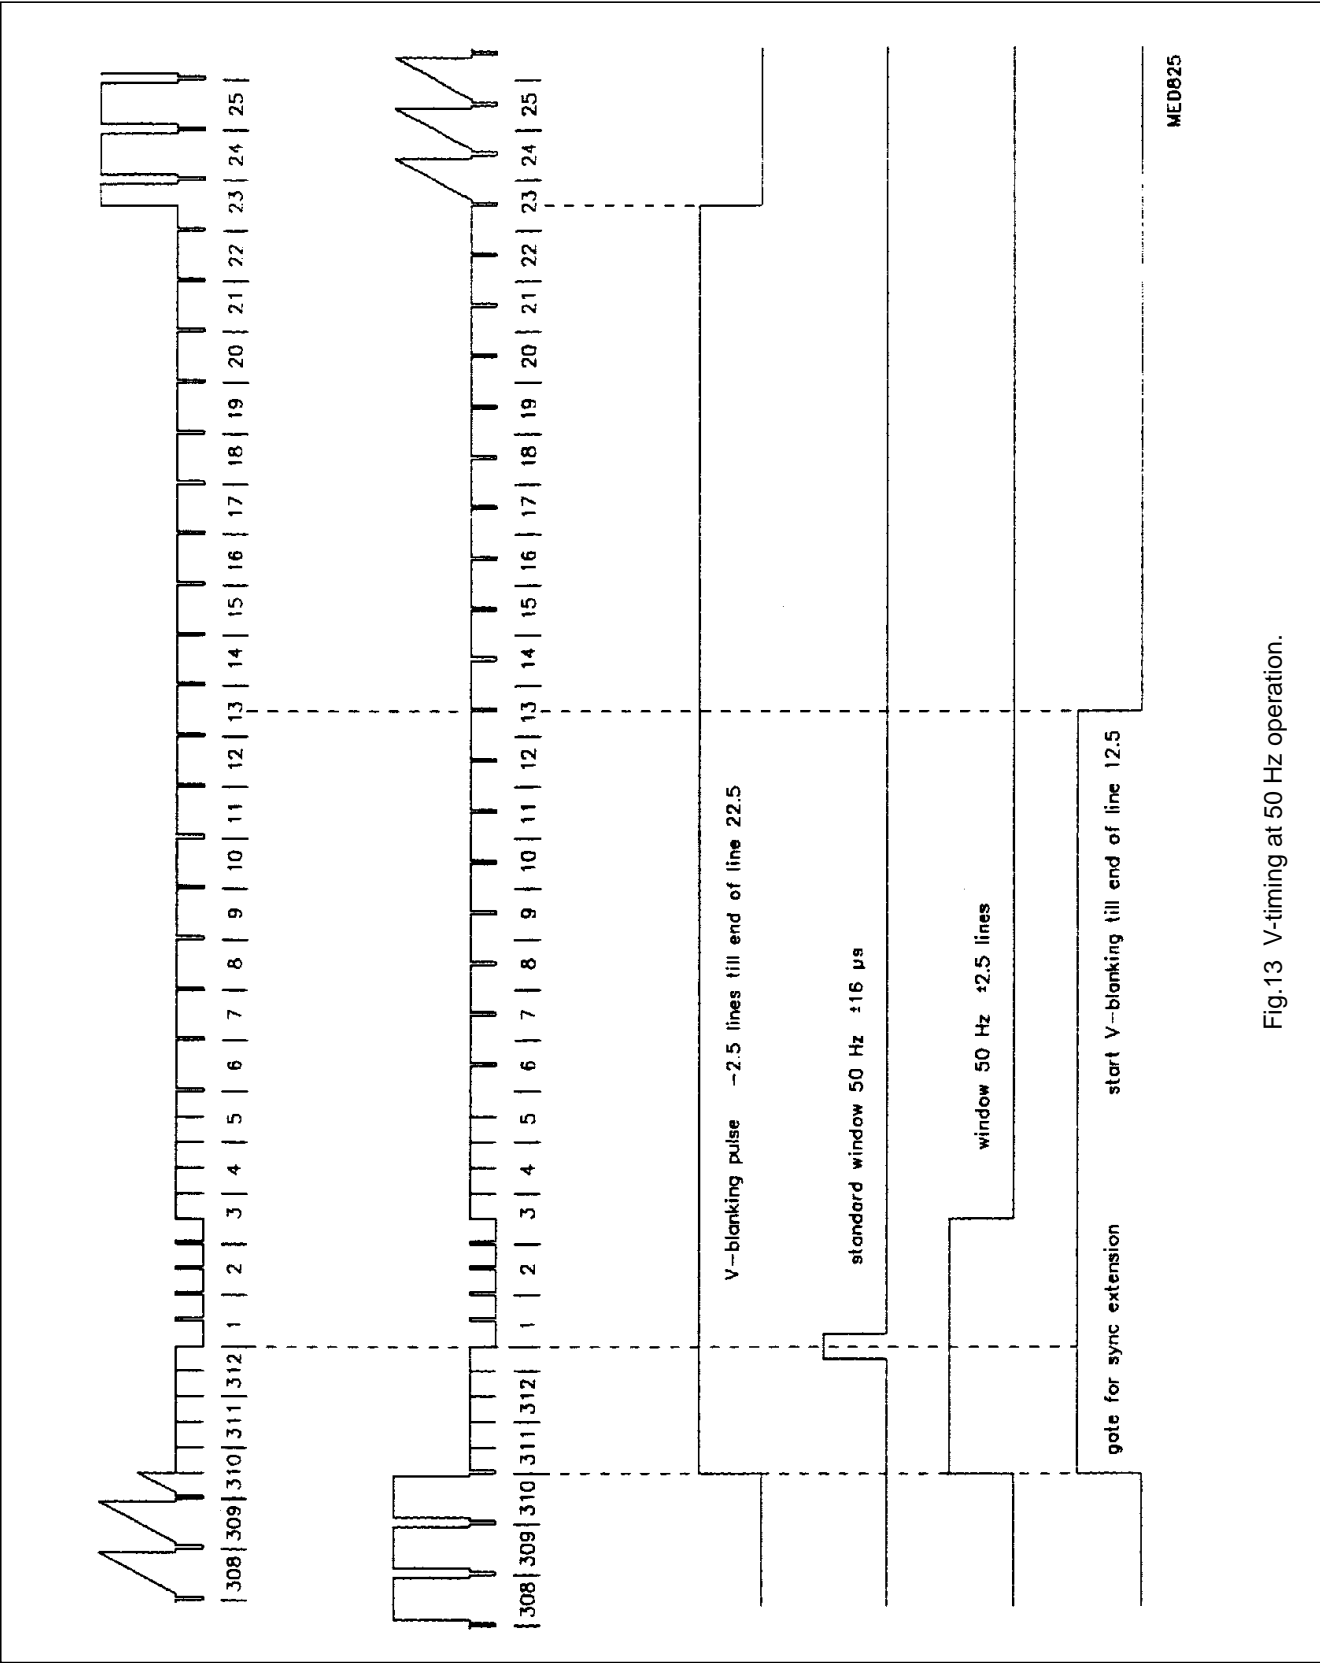 |308|309|310|311|312| 1 | 2 | 3 | 4 | 5 | 6 | 7 | 8 | 9 | 10 | 11 | 12 | 13 | 14 | 15 | 16 | 17 | 18 | 19 | 20 | 21 | 22 | 23 | 24 | 25 |
|308|309|310|311|312| 1 | 2 | 3 | 4 | 5 | 6 | 7 | 8 | 9 | 10 | 11 | 12 | 13 | 14 | 15 | 16 | 17 | 18 | 19 | 20 | 21 | 22 | 23 | 24 | 25 |
V-blanking pulse -2.5 lines till end of line 22.5
standard window 50 Hz ±16 µs
window 50 Hz ±2.5 lines
gate for sync extension start V-blanking till end of line 12.5
MED825
Fig.13 V-timing at 50 Hz operation.